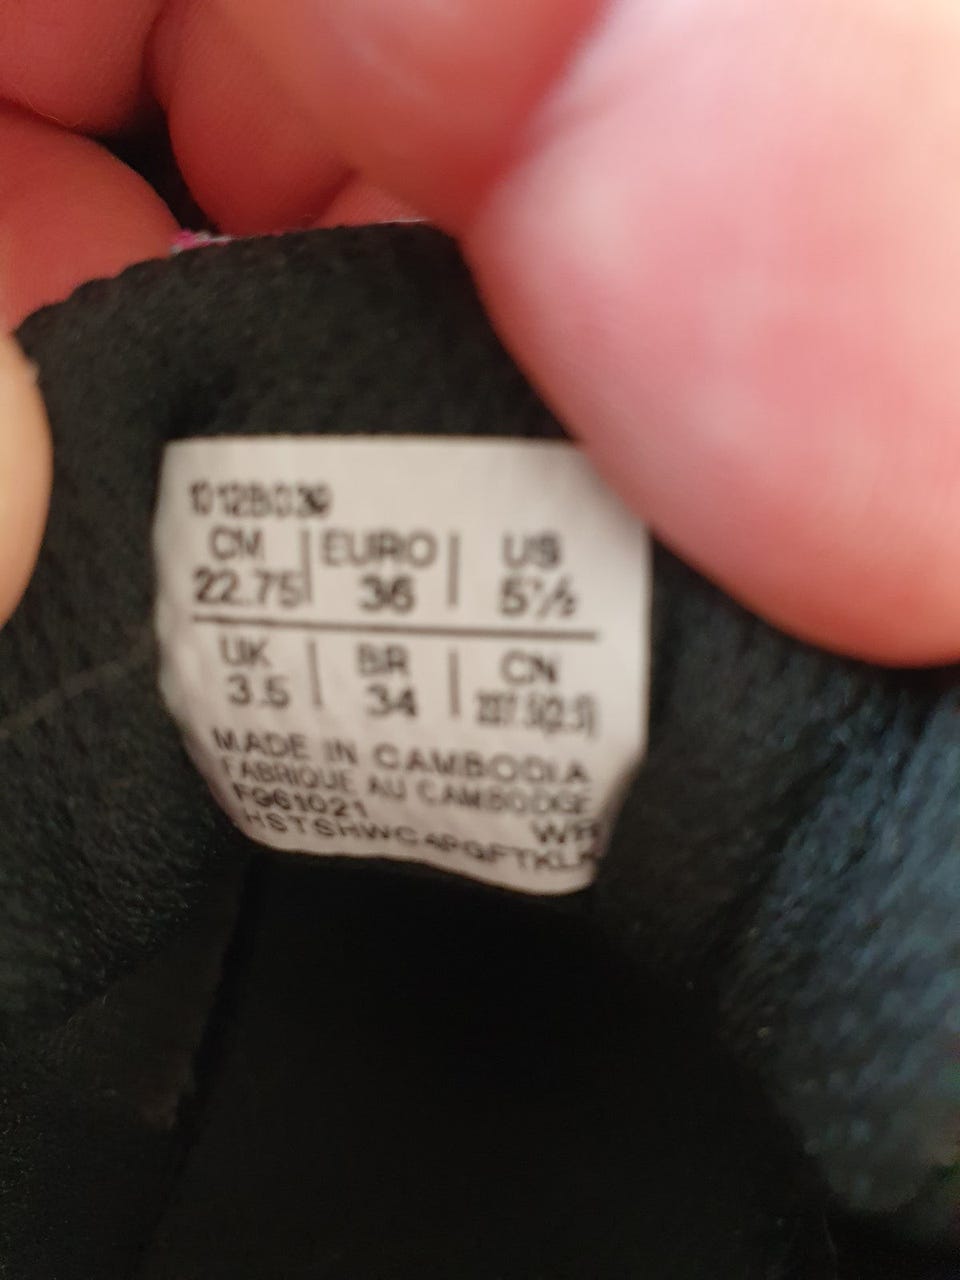 1012B039
CM | EURO | US
22.75 | 36 | 5½
UK | BR | CN
3.5 | 34 |
MADE IN CAMBODIA
FABRIQUE AU CAMBODGE
FG61021